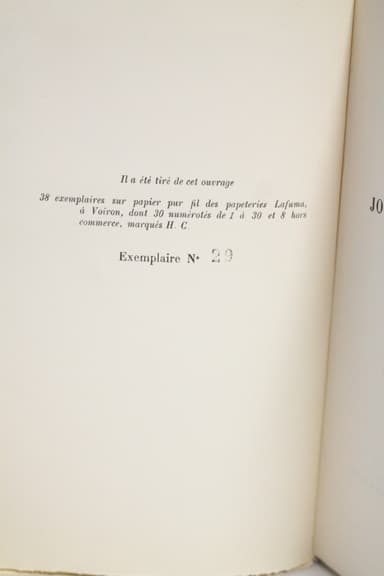 Il a été tiré de cet ouvrage
38 exemplaires sur papier pur fil des papeteries Lafuma,
à Voiron, dont 30 numérotés de 1 à 30 et 8 hors
commerce, marqués H. C
Exemplaire N° 29
JO